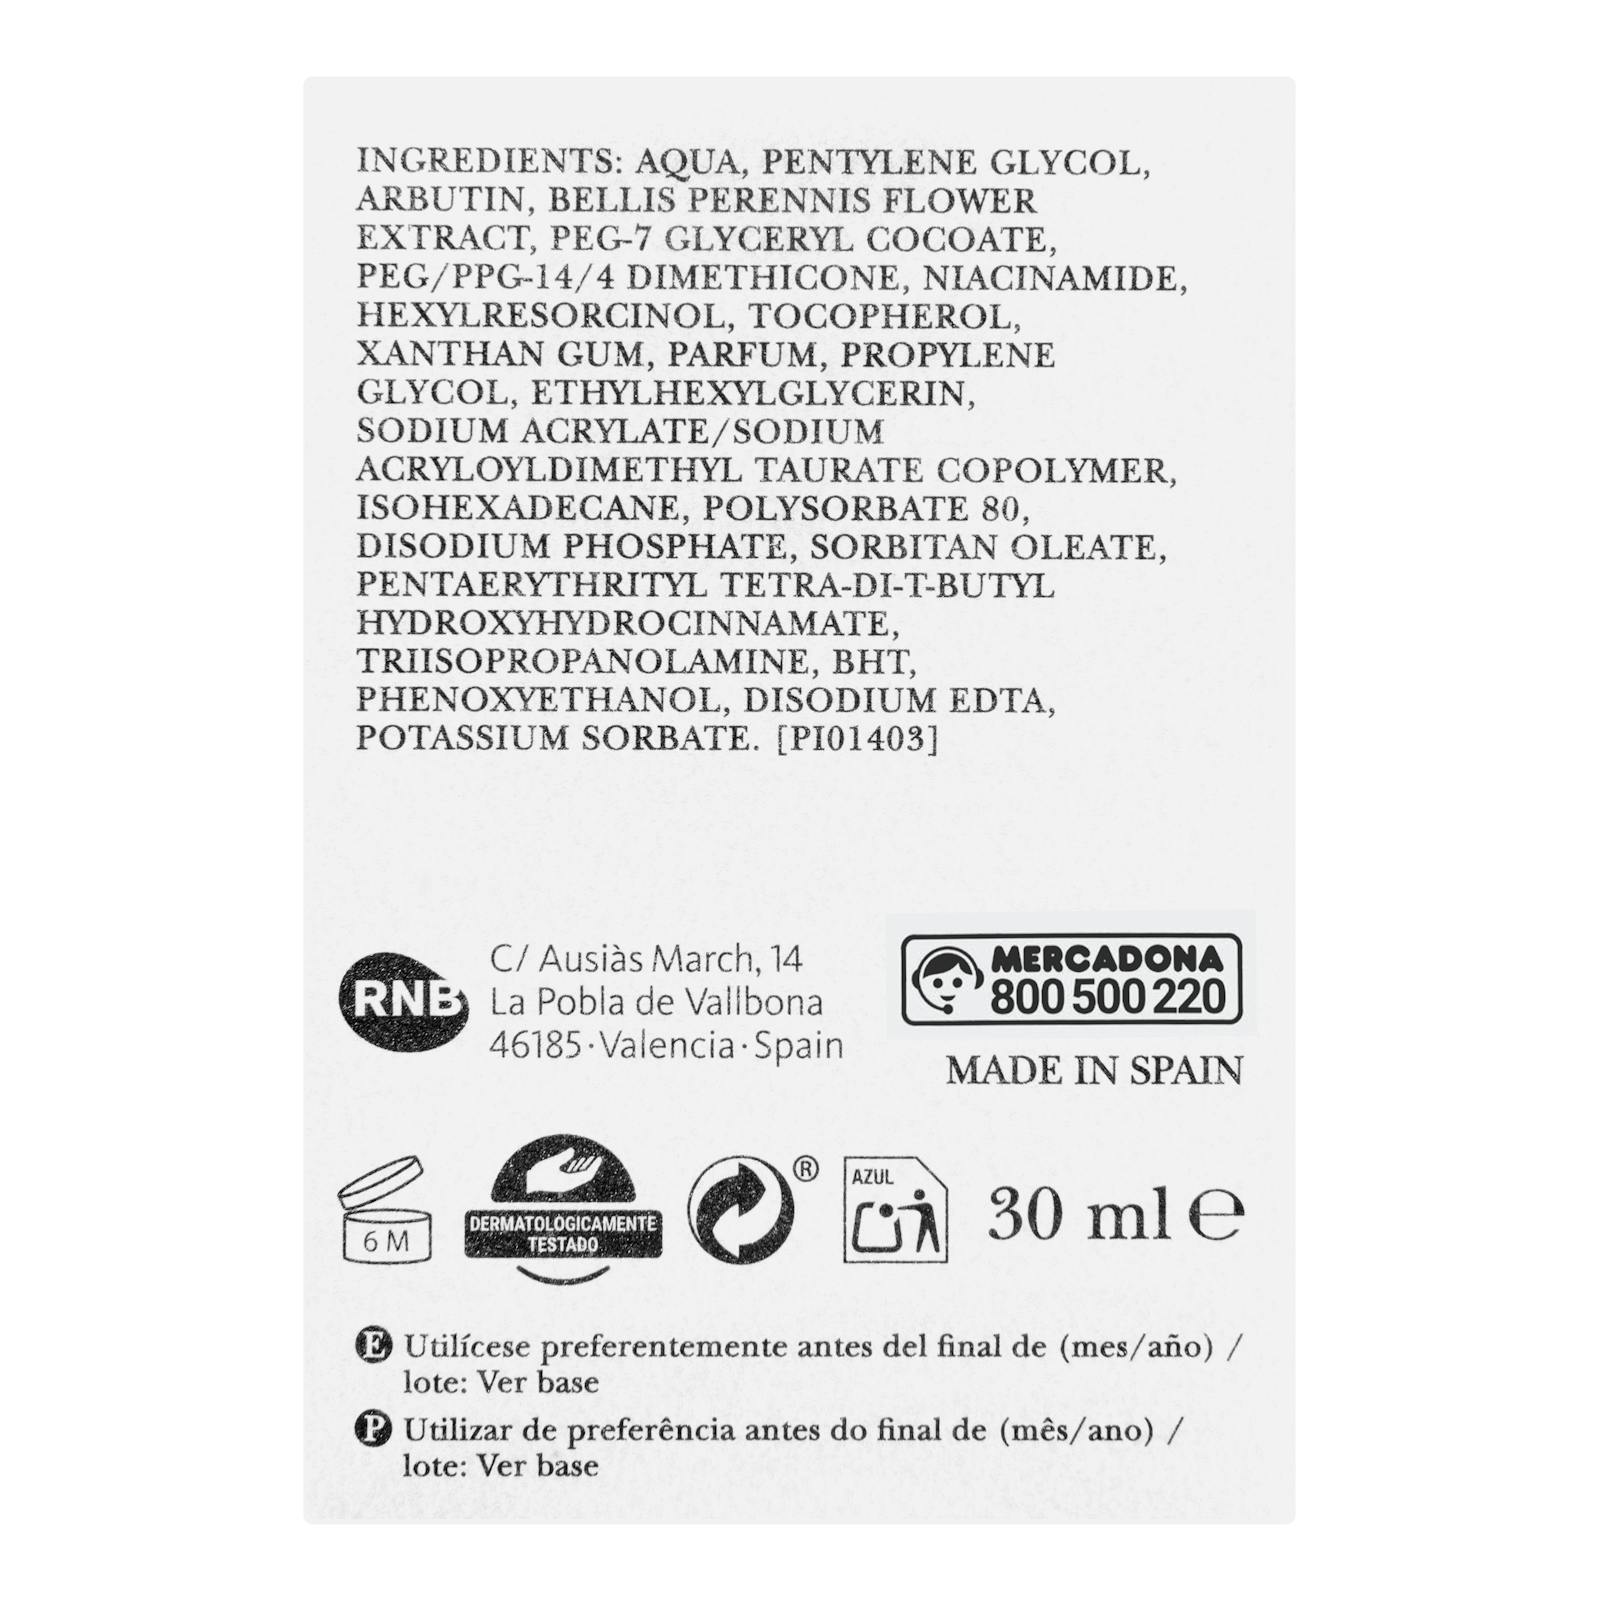 INGREDIENTS: AQUA, PENTYLENE GLYCOL,
ARBUTIN, BELLIS PERENNIS FLOWER
EXTRACT, PEG-7 GLYCERYL COCOATE,
PEG/PPG-14/4 DIMETHICONE, NIACINAMIDE,
HEXYLRESORCINOL, TOCOPHEROL,
XANTHAN GUM, PARFUM, PROPYLENE
GLYCOL, ETHYLHEXYLGLYCERIN,
SODIUM ACRYLATE/SODIUM
ACRYLOYLDIMETHYL TAURATE COPOLYMER,
ISOHEXADECANE, POLYSORBATE 80,
DISODIUM PHOSPHATE, SORBITAN OLEATE,
PENTAERYTHRITYL TETRA-DI-T-BUTYL
HYDROXYHYDROCINNAMATE,
TRIISOPROPANOLAMINE, BHT,
PHENOXYETHANOL, DISODIUM EDTA,
POTASSIUM SORBATE. [PI01403]
RNB
C/ Ausiàs March, 14
La Pobla de Vallbona
46185·Valencia·Spain
MERCADONA
800 500 220
MADE IN SPAIN
6 M
DERMATOLÓGICAMENTE
TESTADO
®
AZUL
30 ml ℮
E Utilícese preferentemente antes del final de (mes/año) /
lote: Ver base
P Utilizar de preferência antes do final de (mês/ano) /
lote: Ver base